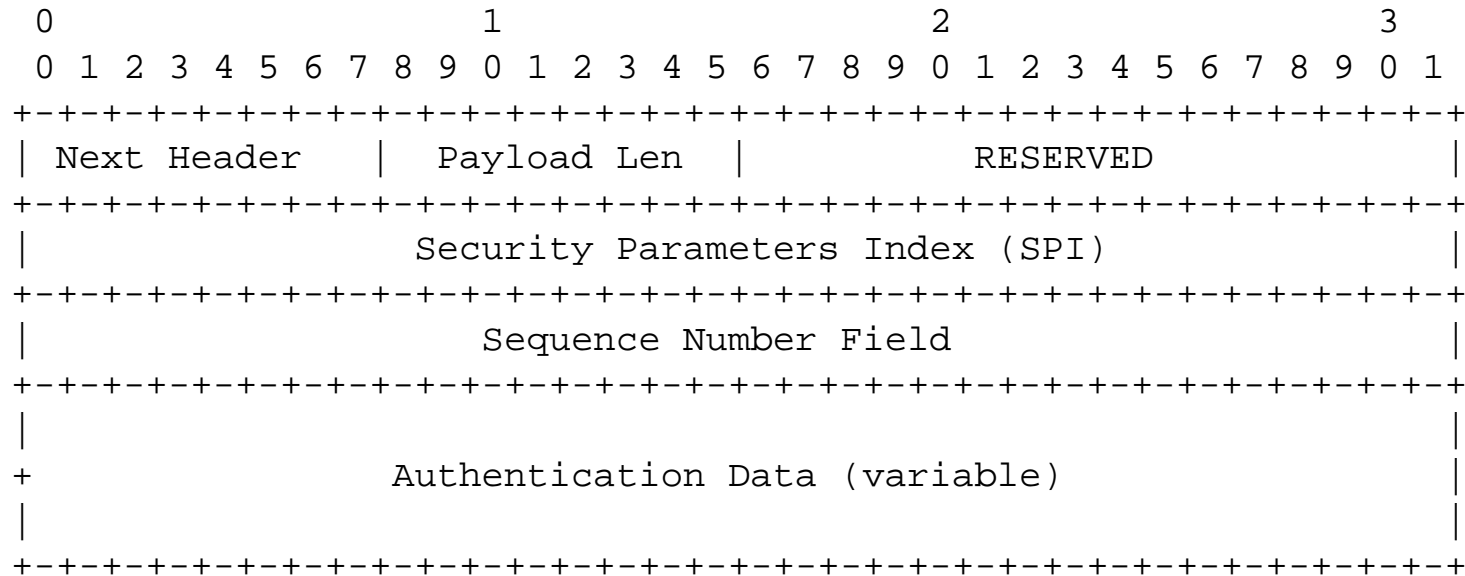 0                   1                   2                   3
 0 1 2 3 4 5 6 7 8 9 0 1 2 3 4 5 6 7 8 9 0 1 2 3 4 5 6 7 8 9 0 1
+-+-+-+-+-+-+-+-+-+-+-+-+-+-+-+-+-+-+-+-+-+-+-+-+-+-+-+-+-+-+-+-+
| Next Header   |  Payload Len  |          RESERVED             |
+-+-+-+-+-+-+-+-+-+-+-+-+-+-+-+-+-+-+-+-+-+-+-+-+-+-+-+-+-+-+-+-+
|                 Security Parameters Index (SPI)               |
+-+-+-+-+-+-+-+-+-+-+-+-+-+-+-+-+-+-+-+-+-+-+-+-+-+-+-+-+-+-+-+-+
|                    Sequence Number Field                      |
+-+-+-+-+-+-+-+-+-+-+-+-+-+-+-+-+-+-+-+-+-+-+-+-+-+-+-+-+-+-+-+-+
|                                                               |
+                Authentication Data (variable)                 |
|                                                               |
+-+-+-+-+-+-+-+-+-+-+-+-+-+-+-+-+-+-+-+-+-+-+-+-+-+-+-+-+-+-+-+-+